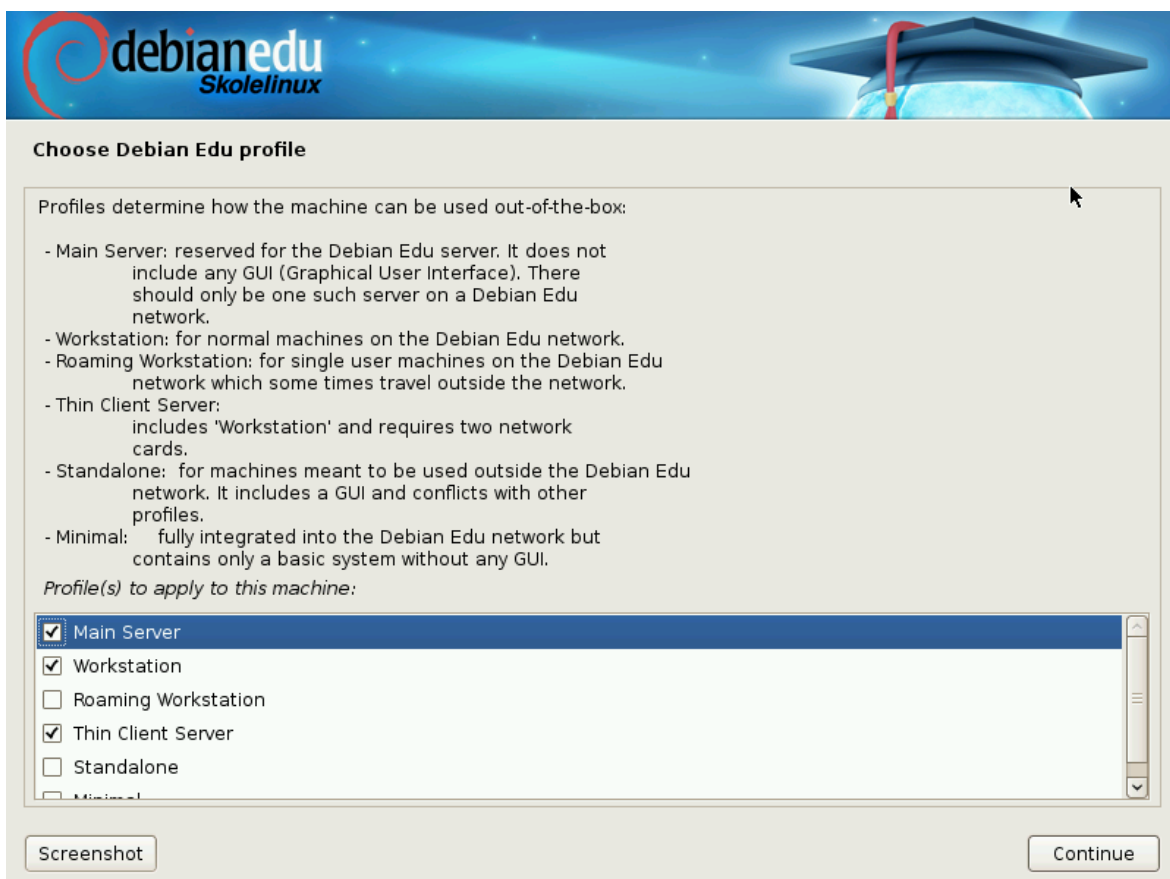 debianedu
Skolelinux
Choose Debian Edu profile
Profiles determine how the machine can be used out-of-the-box:
- Main Server: reserved for the Debian Edu server. It does not
include any GUI (Graphical User Interface). There
should only be one such server on a Debian Edu
network.
- Workstation: for normal machines on the Debian Edu network.
- Roaming Workstation: for single user machines on the Debian Edu
network which some times travel outside the network.
- Thin Client Server:
includes 'Workstation' and requires two network
cards.
- Standalone: for machines meant to be used outside the Debian Edu
network. It includes a GUI and conflicts with other
profiles.
- Minimal: fully integrated into the Debian Edu network but
contains only a basic system without any GUI.
Profile(s) to apply to this machine:
Main Server
Workstation
Roaming Workstation
Thin Client Server
Standalone
Minimal
Screenshot
Continue